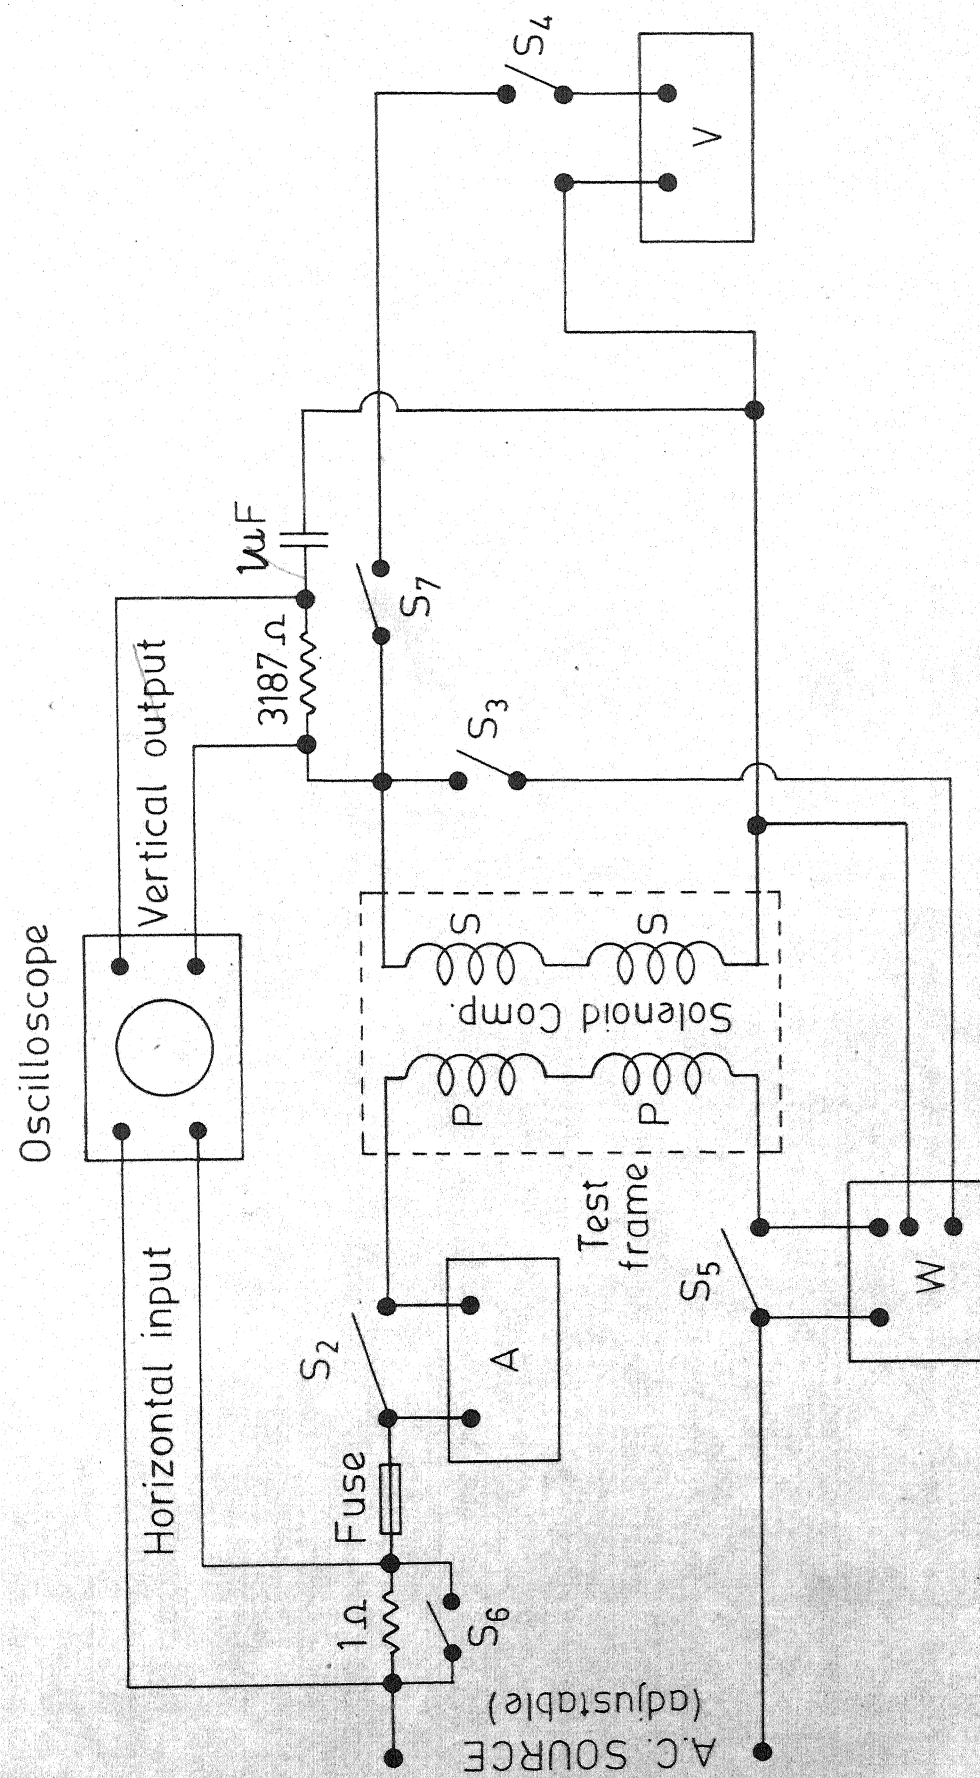 Oscilloscope
Horizontal input
Vertical output
A.C. SOURCE
(adjustable)
1Ω
S6
Fuse
S2
A
Test
frame
S5
W
P
P
Solenoid Comp.
S
S
S3
3187 Ω
1µF
S7
S4
V